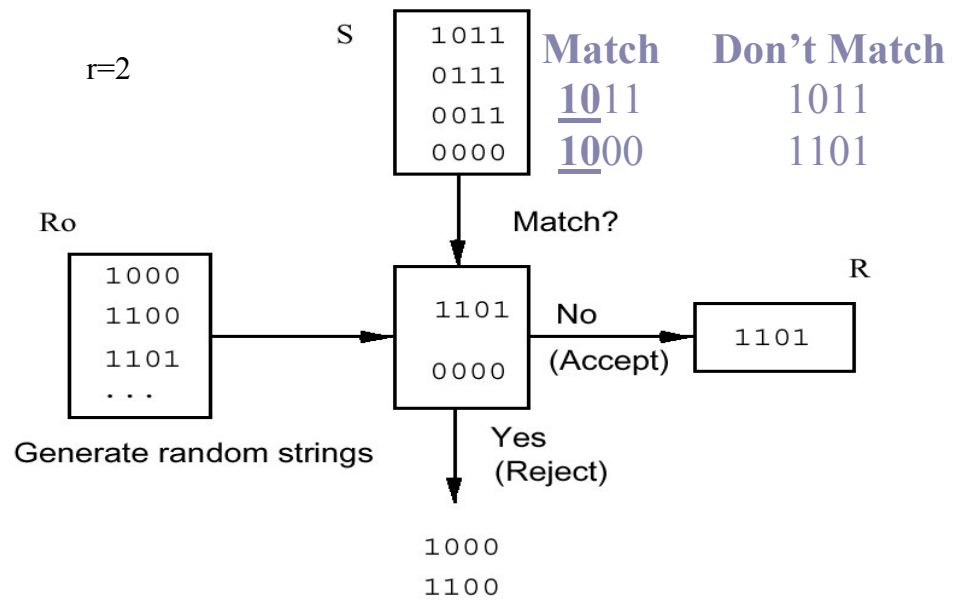 S
1011
0111
0011
0000
r=2
Match
1011
1000
Don't Match
1011
1101
Match?
Ro
1000
1100
1101
...
Generate random strings
1101
0000
No
(Accept)
R
1101
Yes
(Reject)
1000
1100